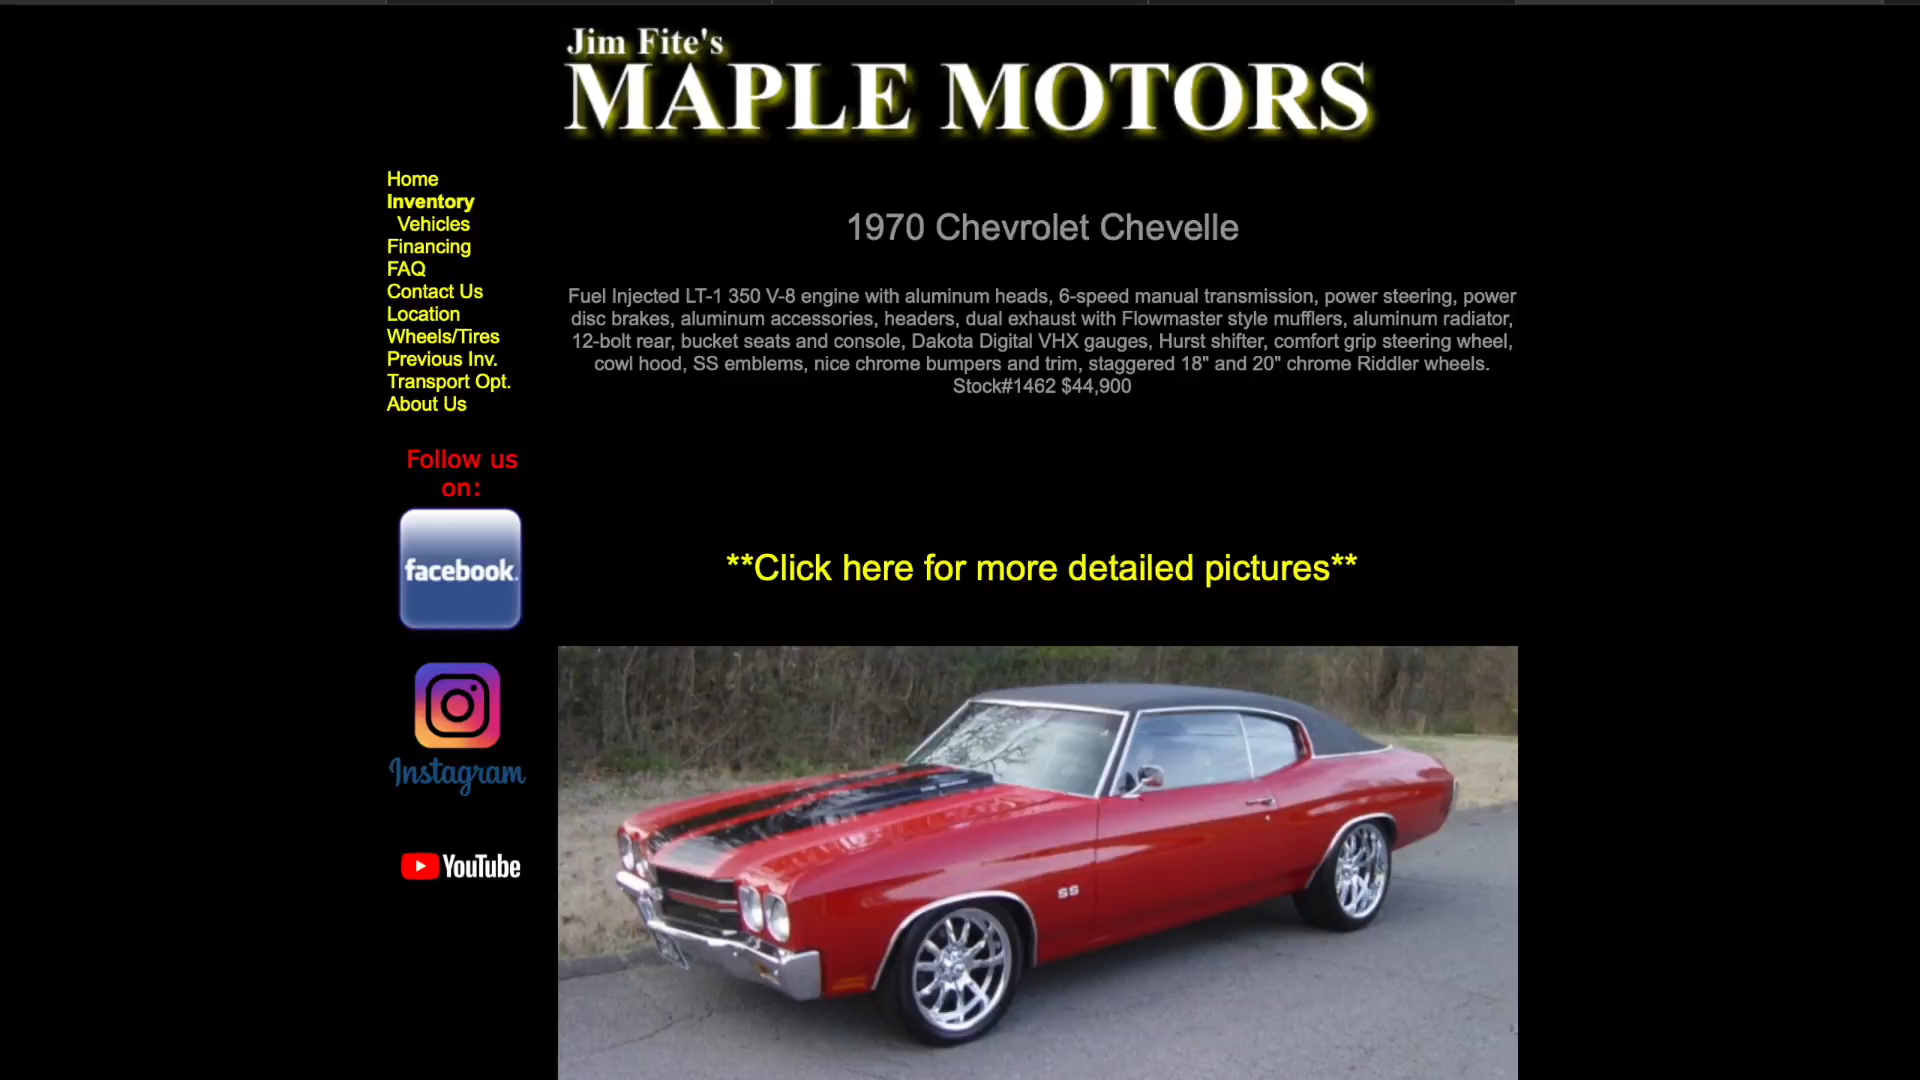 Jim Fite's
MAPLE MOTORS
Home
Inventory
Vehicles
Financing
FAQ
Contact Us
Location
Wheels/Tires
Previous Inv.
Transport Opt.
About Us
Follow us
on:
facebook.
Instagram
YouTube
1970 Chevrolet Chevelle
Fuel Injected LT-1 350 V-8 engine with aluminum heads, 6-speed manual transmission, power steering, power
disc brakes, aluminum accessories, headers, dual exhaust with Flowmaster style mufflers, aluminum radiator,
12-bolt rear, bucket seats and console, Dakota Digital VHX gauges, Hurst shifter, comfort grip steering wheel,
cowl hood, SS emblems, nice chrome bumpers and trim, staggered 18" and 20" chrome Riddler wheels.
Stock#1462 $44,900
**Click here for more detailed pictures**
SS